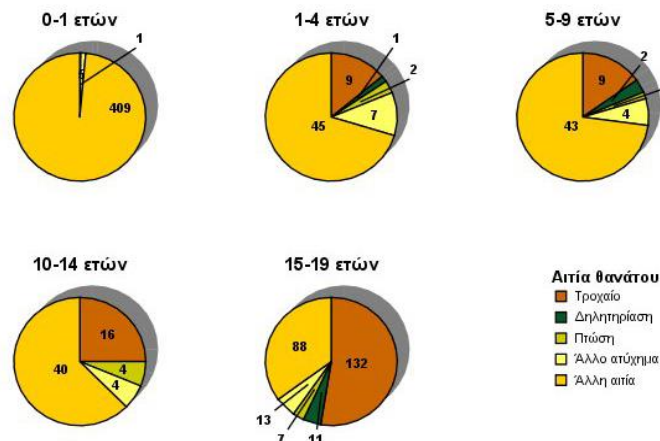 0-1 ετών
1
5
409
1-4 ετών
1
9
2
7
45
5-9 ετών
2
9
4
43
10-14 ετών
16
4
4
40
15-19 ετών
88
132
13
7
11
Αιτία θανάτου
Τροχαίο
Δηλητηρίαση
Πτώση
Άλλο ατύχημα
Άλλη αιτία